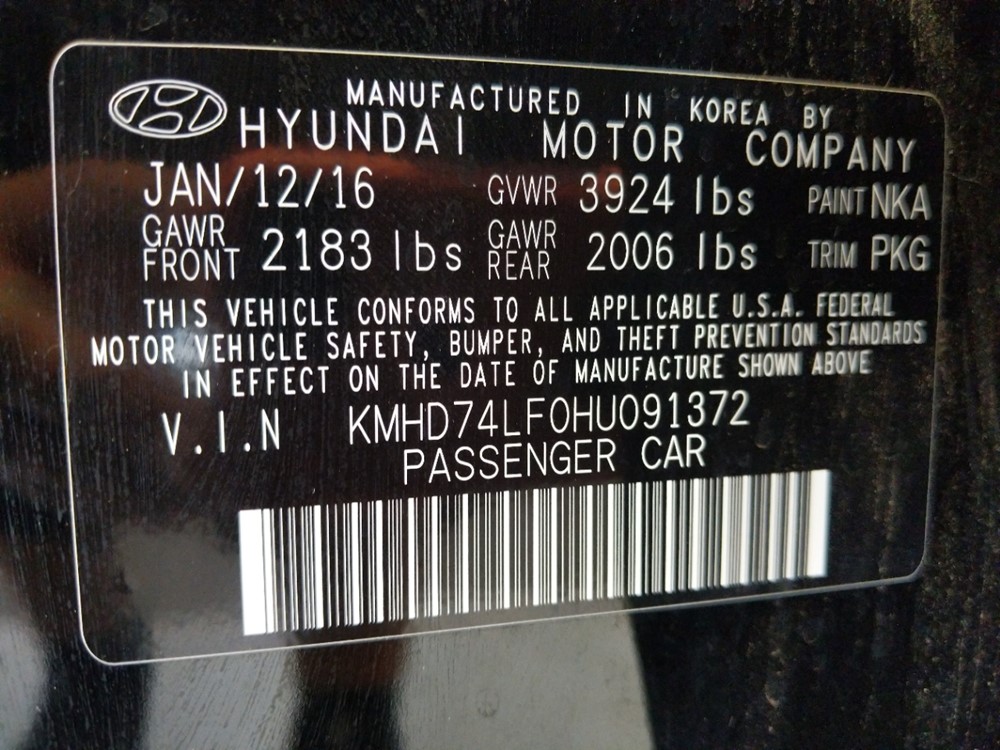 MANUFACTURED IN KOREA BY
HYUNDAI MOTOR COMPANY
JAN/12/16 GVWR 3924 lbs PAINT NKA
GAWR FRONT 2183 lbs GAWR REAR 2006 lbs TRIM PKG
THIS VEHICLE CONFORMS TO ALL APPLICABLE U.S.A. FEDERAL
MOTOR VEHICLE SAFETY, BUMPER, AND THEFT PREVENTION STANDARDS
IN EFFECT ON THE DATE OF MANUFACTURE SHOWN ABOVE
V.I.N KMHD74LF0HU091372
PASSENGER CAR